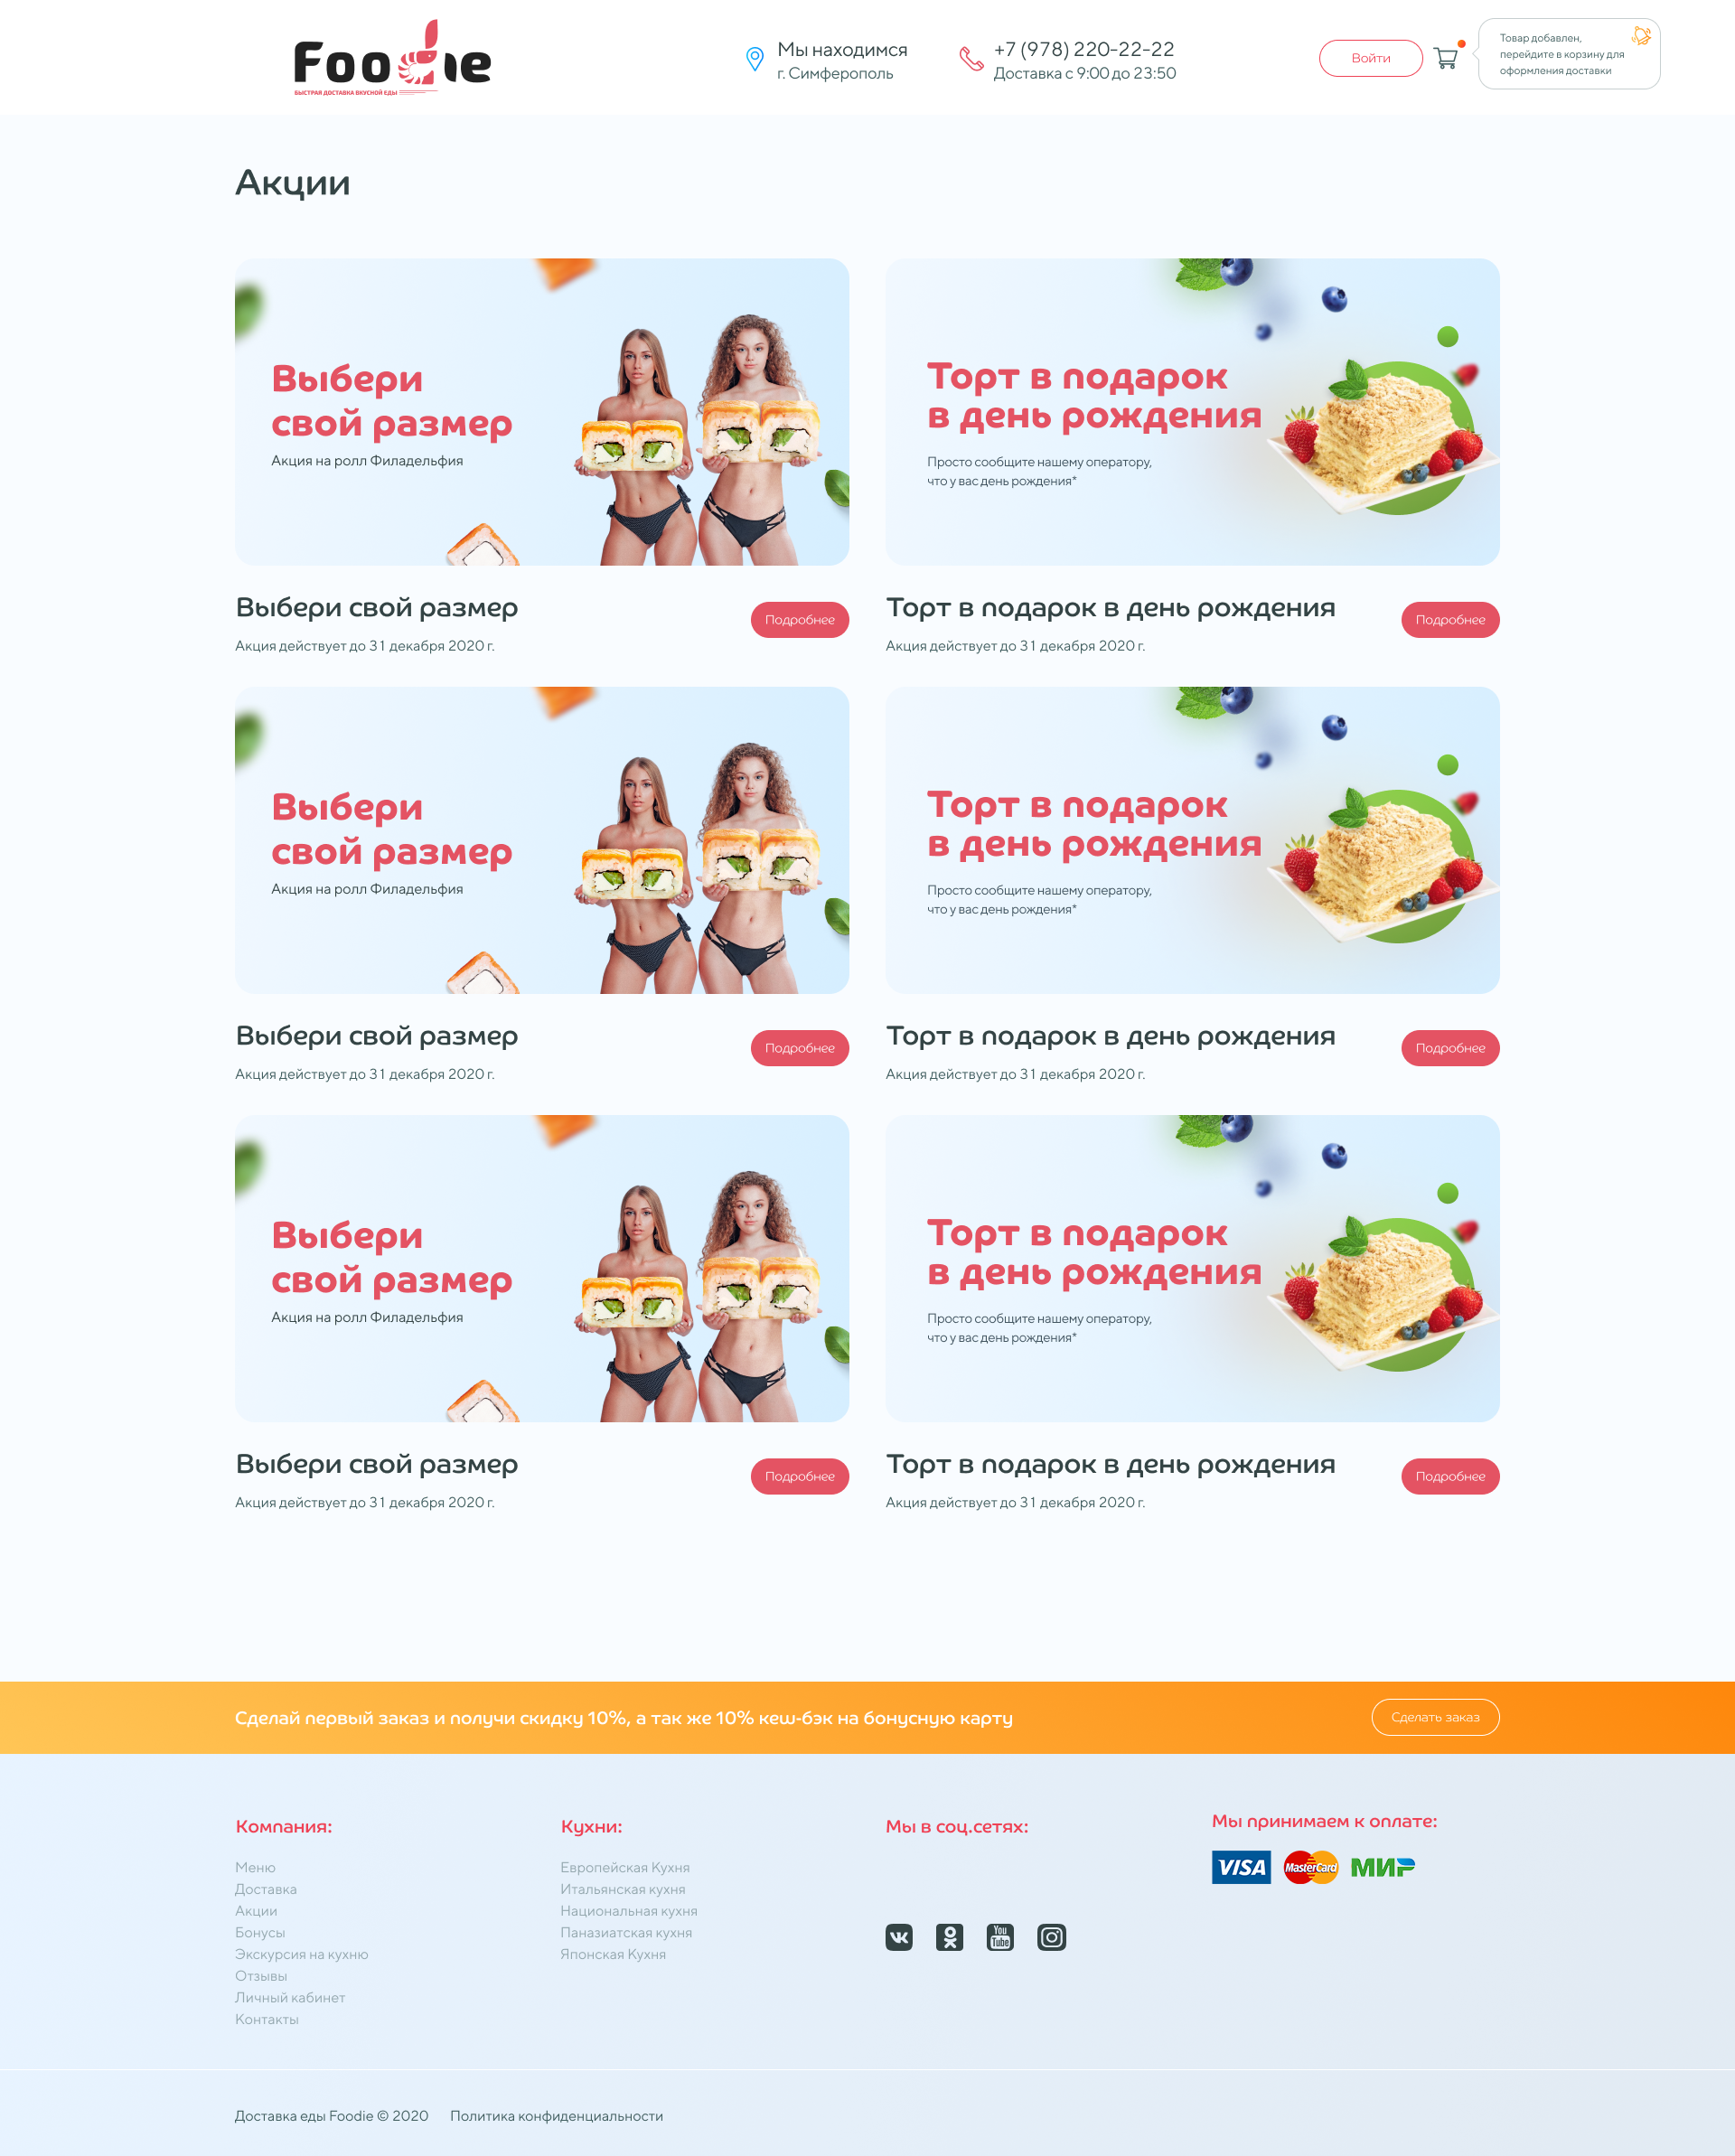 Foodie
БЫСТРАЯ ДОСТАВКА ВКУСНОЙ ЕДЫ
Мы находимся
г. Симферополь
+7 (978) 220-22-22
Доставка с 9:00 до 23:50
Войти
Товар добавлен,
перейдите в корзину для
оформления доставки
Акции
Выбери
свой размер
Акция на ролл Филадельфия
Торт в подарок
в день рождения
Просто сообщите нашему оператору,
что у вас день рождения*
Выбери свой размер
Акция действует до 31 декабря 2020 г.
Подробнее
Торт в подарок в день рождения
Акция действует до 31 декабря 2020 г.
Подробнее
Выбери
свой размер
Акция на ролл Филадельфия
Торт в подарок
в день рождения
Просто сообщите нашему оператору,
что у вас день рождения*
Выбери свой размер
Акция действует до 31 декабря 2020 г.
Подробнее
Торт в подарок в день рождения
Акция действует до 31 декабря 2020 г.
Подробнее
Выбери
свой размер
Акция на ролл Филадельфия
Торт в подарок
в день рождения
Просто сообщите нашему оператору,
что у вас день рождения*
Выбери свой размер
Акция действует до 31 декабря 2020 г.
Подробнее
Торт в подарок в день рождения
Акция действует до 31 декабря 2020 г.
Подробнее
Сделай первый заказ и получи скидку 10%, а так же 10% кеш-бэк на бонусную карту
Сделать заказ
Компания:
Меню
Доставка
Акции
Бонусы
Экскурсия на кухню
Отзывы
Личный кабинет
Контакты
Кухни:
Европейская Кухня
Итальянская кухня
Национальная кухня
Паназиатская кухня
Японская Кухня
Мы в соц.сетях:
You
Tube
Мы принимаем к оплате:
VISA
MasterCard
МИР
Доставка еды Foodie © 2020
Политика конфиденциальности